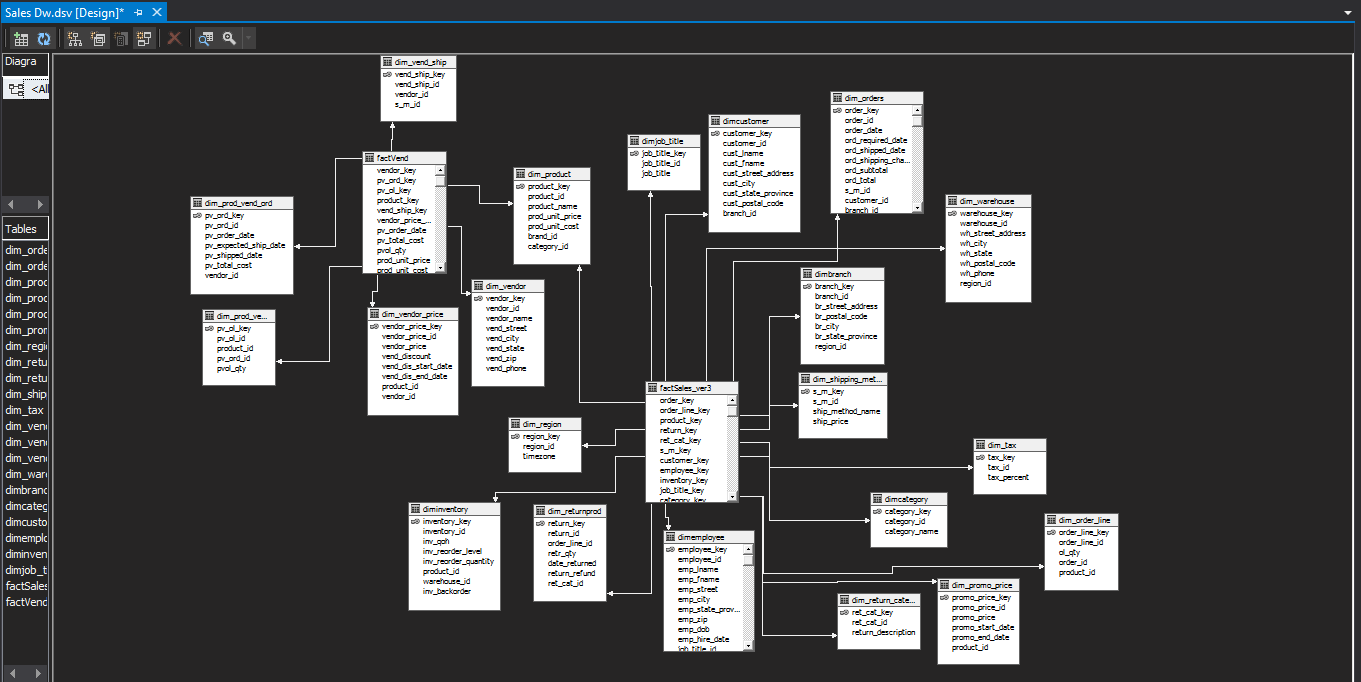 Sales Dw.dsv [Design]*
Diagra
<All
Tables
dim_orde
dim_orde
dim_proc
dim_proc
dim_proc
dim_pron
dim_regi
dim_retu
dim_retu
dim_ship
dim_tax
dim_vend
dim_vend
dim_vend
dim_ware
dimbranc
dimcateg
dimcusto
dimemplo
diminven
dimjob_t
factSales
factVend
dim_vend_ship
vend_ship_key
vend_ship_id
vendor_id
s_m_id
factVend
vendor_key
pv_ord_key
pv_ol_key
product_key
vend_ship_key
vendor_price_...
pv_order_date
pv_total_cost
pvol_qty
prod_unit_price
prod_unit_cost
dim_prod_vend_ord
pv_ord_key
pv_ord_id
pv_order_date
pv_expected_ship_date
pv_shipped_date
pv_total_cost
vendor_id
dim_prod_ve...
pv_ol_key
pv_ol_id
product_id
pv_ord_id
pvol_qty
dim_vendor_price
vendor_price_key
vendor_price_id
vendor_price
vend_discount
vend_dis_start_date
vend_dis_end_date
product_id
vendor_id
dim_vendor
vendor_key
vendor_id
vendor_name
vend_street
vend_city
vend_state
vend_zip
vend_phone
dim_product
product_key
product_id
product_name
prod_unit_price
prod_unit_cost
brand_id
category_id
dimjob_title
job_title_key
job_title_id
job_title
dimcustomer
customer_key
customer_id
cust_lname
cust_fname
cust_street_address
cust_city
cust_state_province
cust_postal_code
branch_id
dim_orders
order_key
order_id
order_date
ord_required_date
ord_shipped_date
ord_shipping_cha...
ord_subtotal
ord_total
s_m_id
customer_id
branch_id
dim_warehouse
warehouse_key
warehouse_id
wh_street_address
wh_city
wh_state
wh_postal_code
wh_phone
region_id
dimbranch
branch_key
branch_id
br_street_address
br_postal_code
br_city
br_state_province
region_id
dim_shipping_met...
s_m_key
s_m_id
ship_method_name
ship_price
factSales_ver3
order_key
order_line_key
product_key
return_key
ret_cat_key
s_m_key
customer_key
employee_key
inventory_key
job_title_key
category_key
dim_region
region_key
region_id
timezone
dim_tax
tax_key
tax_id
tax_percent
diminventory
inventory_key
inventory_id
inv_qoh
inv_reorder_level
inv_reorder_quantity
product_id
warehouse_id
inv_backorder
dim_returnprod
return_key
return_id
order_line_id
retr_qty
date_returned
return_refund
ret_cat_id
dimemployee
employee_key
employee_id
emp_lname
emp_fname
emp_street
emp_city
emp_state_prov...
emp_zip
emp_dob
emp_hire_date
job_title_id
dimcategory
category_key
category_id
category_name
dim_order_line
order_line_key
order_line_id
ol_qty
order_id
product_id
dim_return_cate...
ret_cat_key
ret_cat_id
return_description
dim_promo_price
promo_price_key
promo_price_id
promo_price
promo_start_date
promo_end_date
product_id